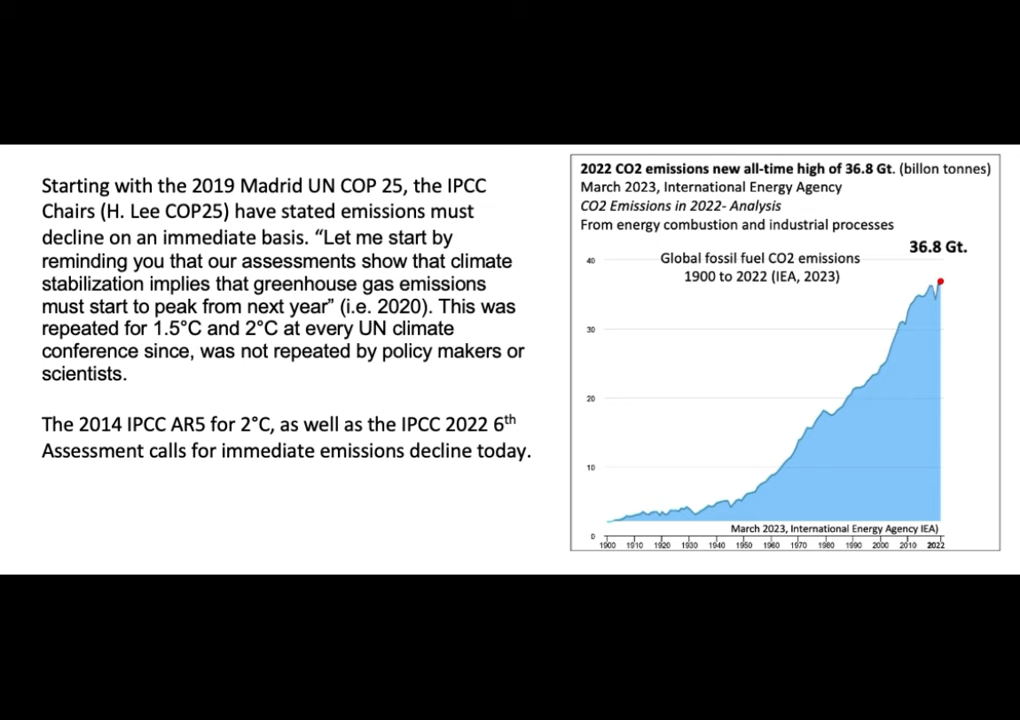 Starting with the 2019 Madrid UN COP 25, the IPCC
Chairs (H. Lee COP25) have stated emissions must
decline on an immediate basis. “Let me start by
reminding you that our assessments show that climate
stabilization implies that greenhouse gas emissions
must start to peak from next year” (i.e. 2020). This was
repeated for 1.5°C and 2°C at every UN climate
conference since, was not repeated by policy makers or
scientists.
The 2014 IPCC AR5 for 2°C, as well as the IPCC 2022 6th
Assessment calls for immediate emissions decline today.
2022 CO2 emissions new all-time high of 36.8 Gt. (billon tonnes)
March 2023, International Energy Agency
CO2 Emissions in 2022- Analysis
From energy combustion and industrial processes
36.8 Gt.
Global fossil fuel CO2 emissions
1900 to 2022 (IEA, 2023)
40
30
20
10
0
March 2023, International Energy Agency IEA)
1900 1910 1920 1930 1940 1950 1960 1970 1980 1990 2000 2010 2022